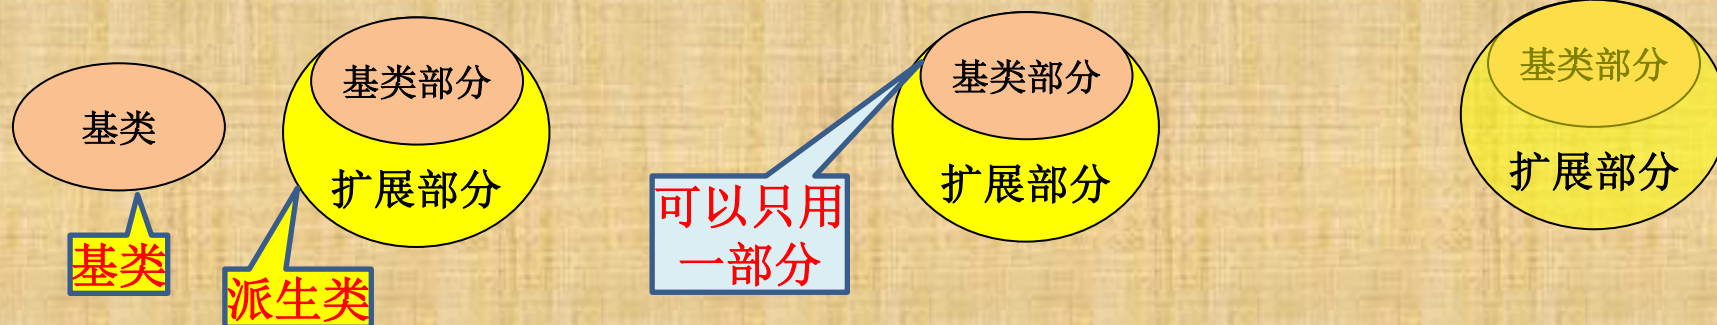 基类
基类
基类部分
扩展部分
派生类
可以只用
一部分
基类部分
扩展部分
基类部分
扩展部分